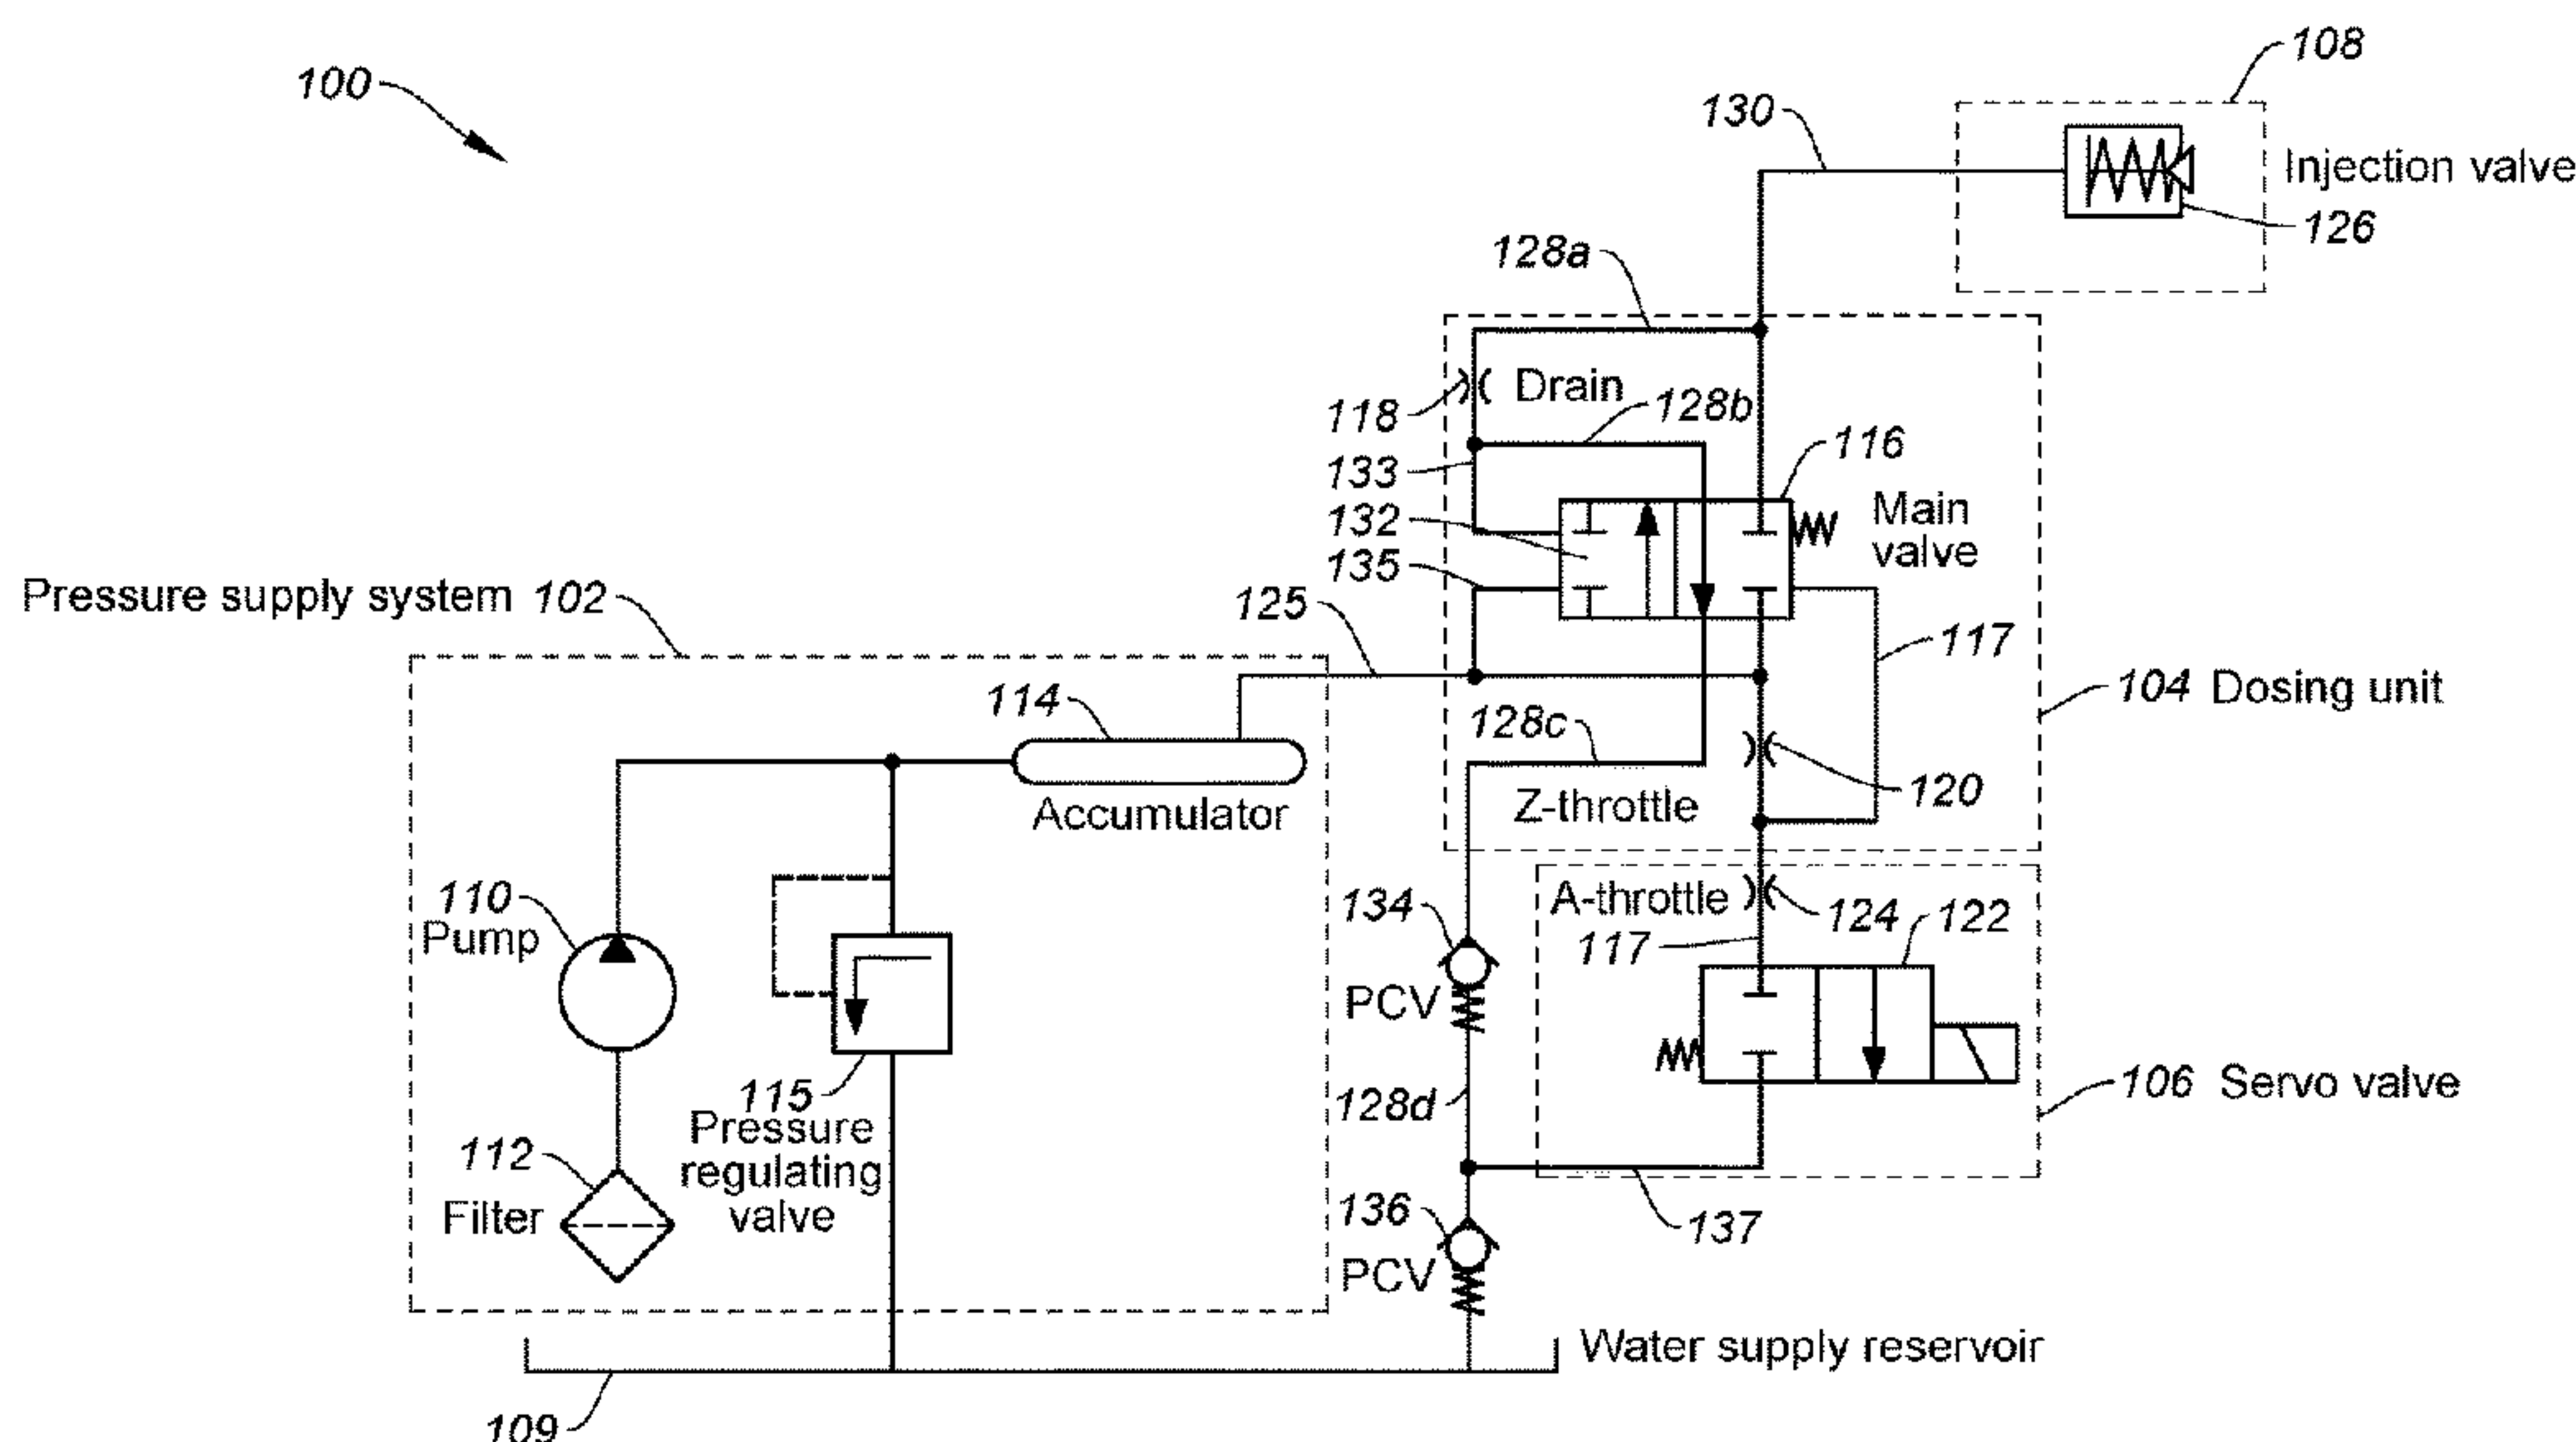 100
108
130
Injection valve
126
128a
Drain
118
128b
133
116
132
Main
valve
135
Pressure supply system 102
125
117
114
104 Dosing unit
128c
Accumulator
Z-throttle
120
110
Pump
134
A-throttle
124
122
117
PCV
115
128d
106 Servo valve
Pressure
regulating
valve
112
Filter
136
137
PCV
Water supply reservoir
109